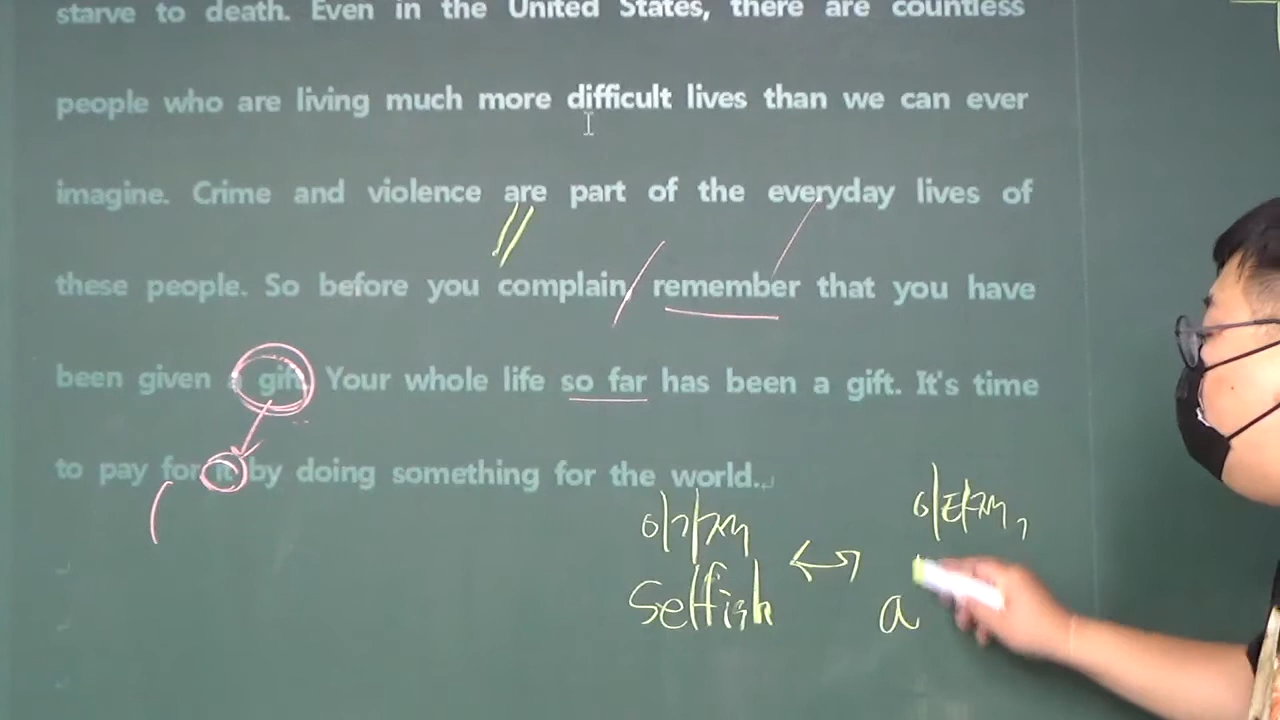 starve to death. Even in the United States, there are countless
people who are living much more difficult lives than we can ever
imagine. Crime and violence are part of the everyday lives of
these people. So before you complain, remember that you have
been given a gift. Your whole life so far has been a gift. It's time
to pay for it by doing something for the world.
이기적 이타적,
Selfish ↔ a